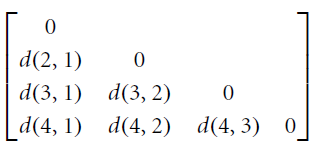 0
d(2, 1) 0
d(3, 1) d(3, 2) 0
d(4, 1) d(4, 2) d(4, 3) 0